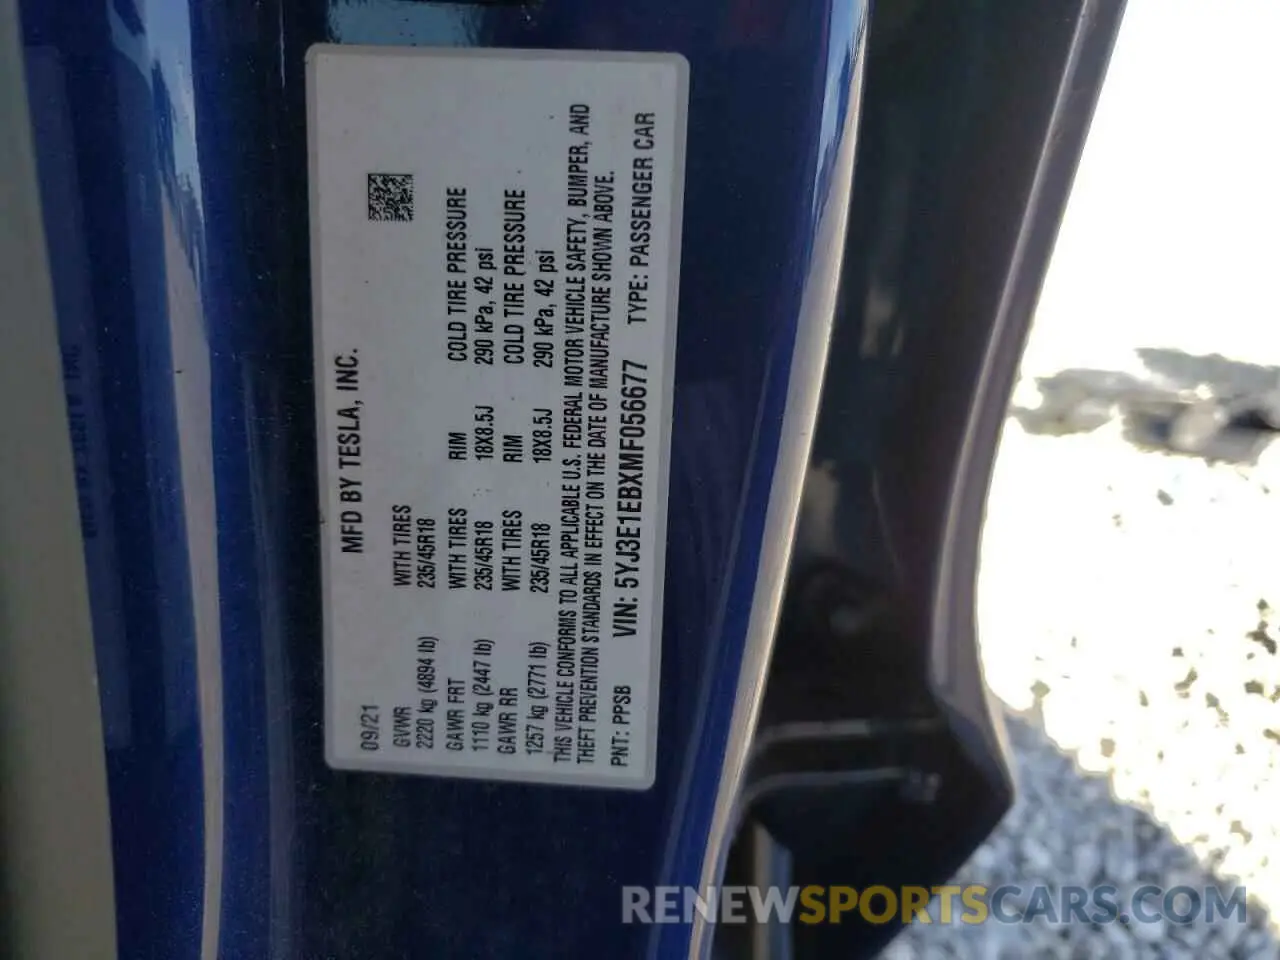 MFD BY TESLA, INC.
09/21
GVWR WITH TIRES
2220 kg (4894 lb) 235/45R18
GAWR FRT WITH TIRES RIM COLD TIRE PRESSURE
1110 kg (2447 lb) 235/45R18 18X8.5J 290 kPa, 42 psi
GAWR RR WITH TIRES RIM COLD TIRE PRESSURE
1257 kg (2771 lb) 235/45R18 18X8.5J 290 kPa, 42 psi
THIS VEHICLE CONFORMS TO ALL APPLICABLE U.S. FEDERAL MOTOR VEHICLE SAFETY, BUMPER, AND
THEFT PREVENTION STANDARDS IN EFFECT ON THE DATE OF MANUFACTURE SHOWN ABOVE.
PNT: PPSB VIN: 5YJ3E1EBXMF056677 TYPE: PASSENGER CAR
RENEWSPORTSCARS.COM